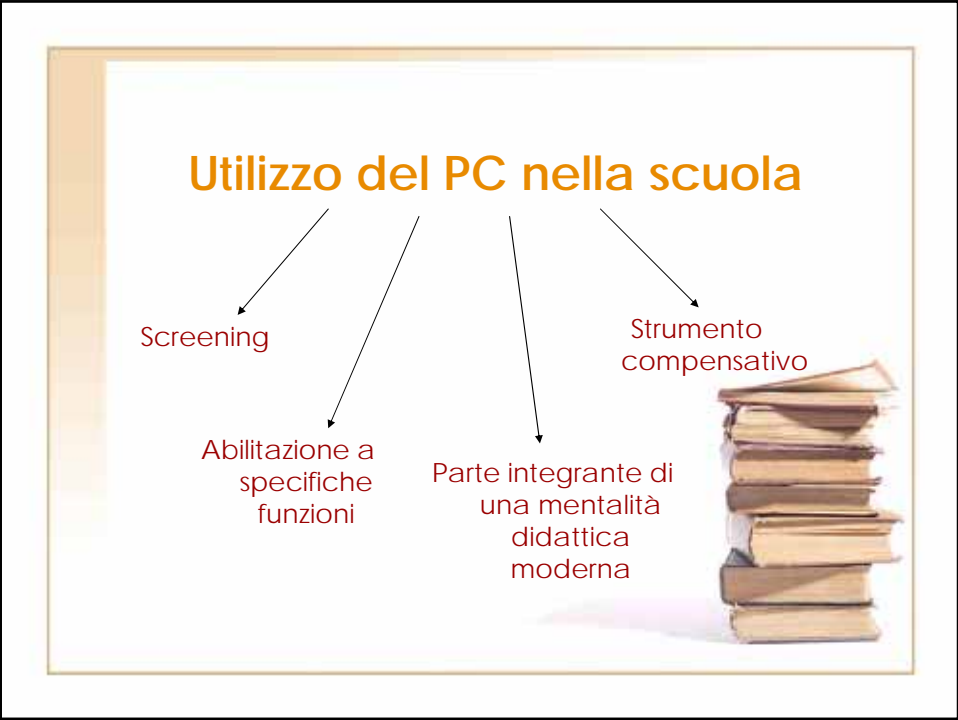 Utilizzo del PC nella scuola
Screening
Strumento
compensativo
Abilitazione a
specifiche
funzioni
Parte integrante di
una mentalità
didattica
moderna